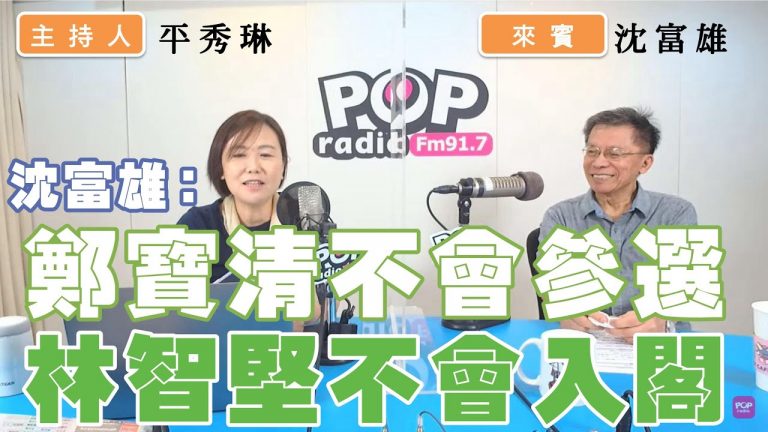 主持人 平秀琳
來賓 沈富雄
POP
radio Fm91.7
沈富雄：
鄭寶清不會參選
林智堅不會入閣
POP
radio